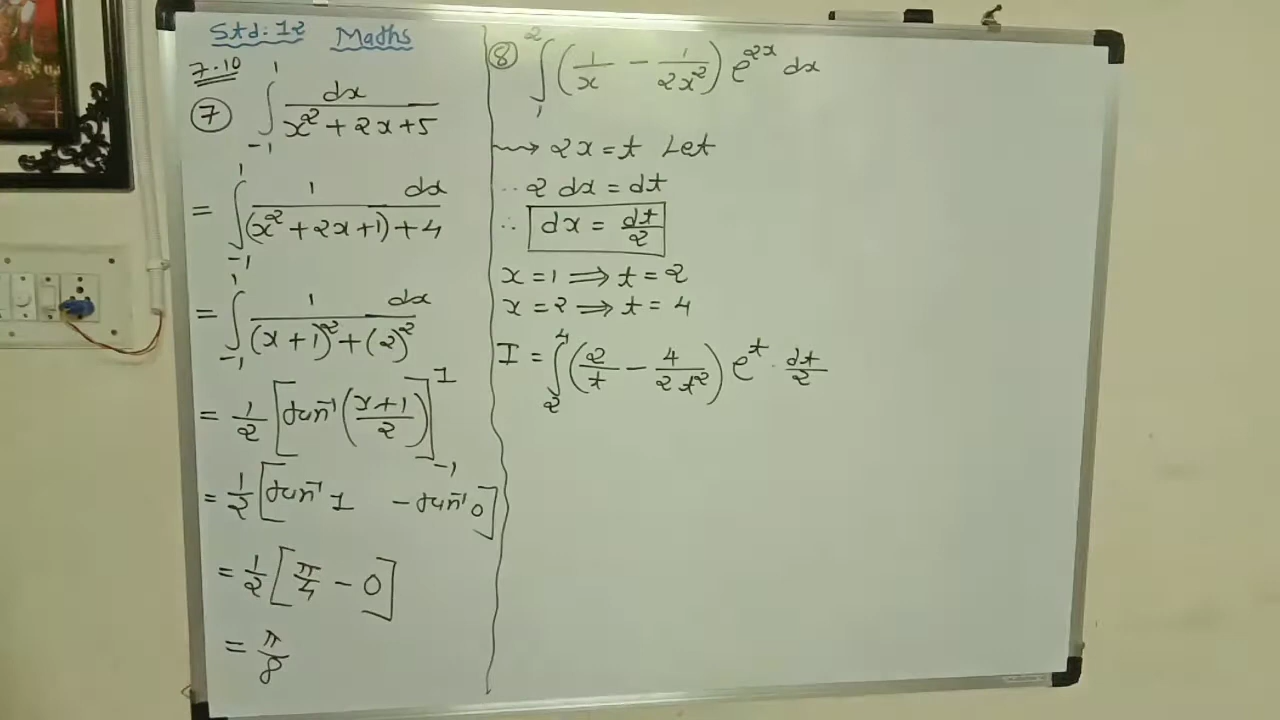 Std: 12 Maths
7.10
⑦ ∫₋₁¹ dx/(x²+2x+5)
= ∫₋₁¹ 1/((x²+2x+1)+4) dx
= ∫₋₁¹ 1/((x+1)²+(2)²) dx
= 1/2 [tan⁻¹((x+1)/2)]₋₁¹
= 1/2 [tan⁻¹ 1 - tan⁻¹ 0]
= 1/2 [π/4 - 0]
= π/8
⑧ ∫₁² (1/x - 1/2x²) e²ˣ dx
⟿ 2x = t Let
∴ 2 dx = dt
∴ dx = dt/2
x = 1 ⟹ t = 2
x = 2 ⟹ t = 4
I = ∫₂⁴ (2/t - 4/2t²) eᵗ · dt/2